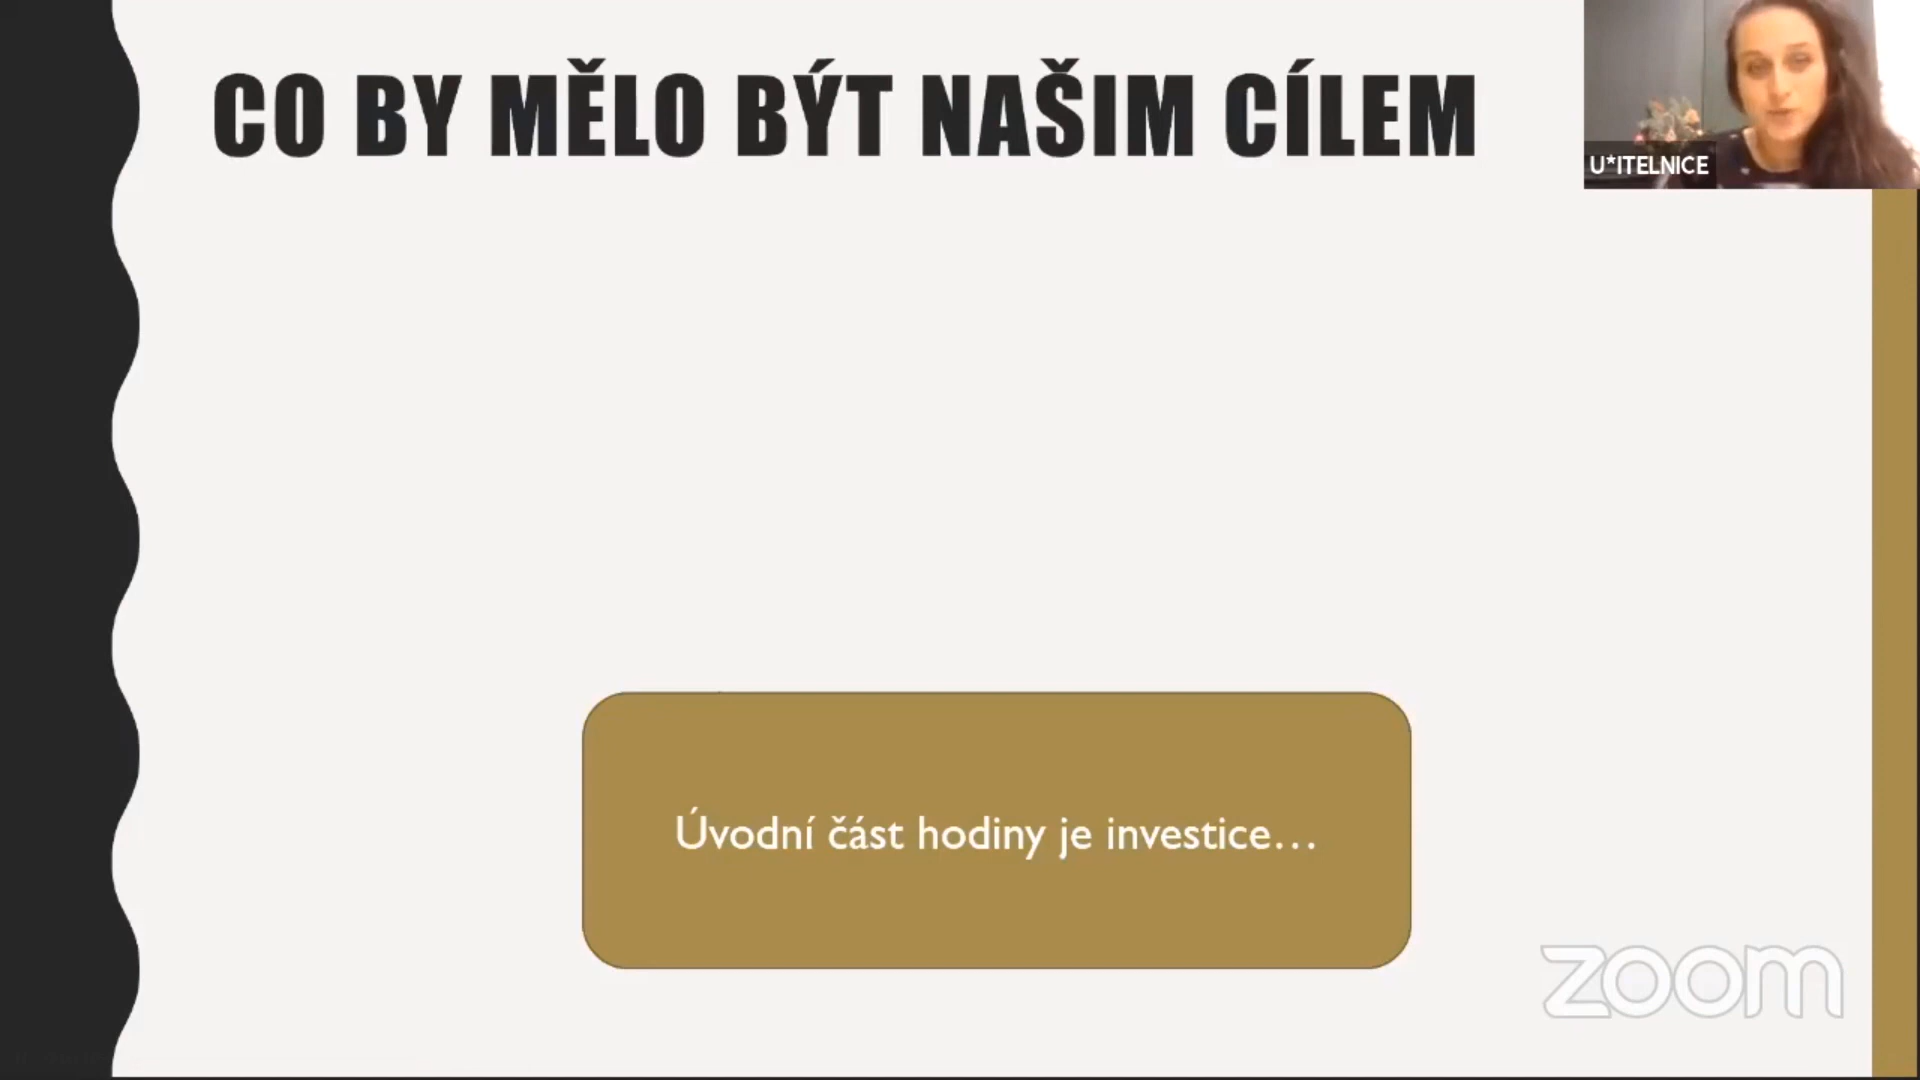 CO BY MĚLO BÝT NAŠIM CÍLEM
U*ITELNICE
Úvodní část hodiny je investice...
zoom